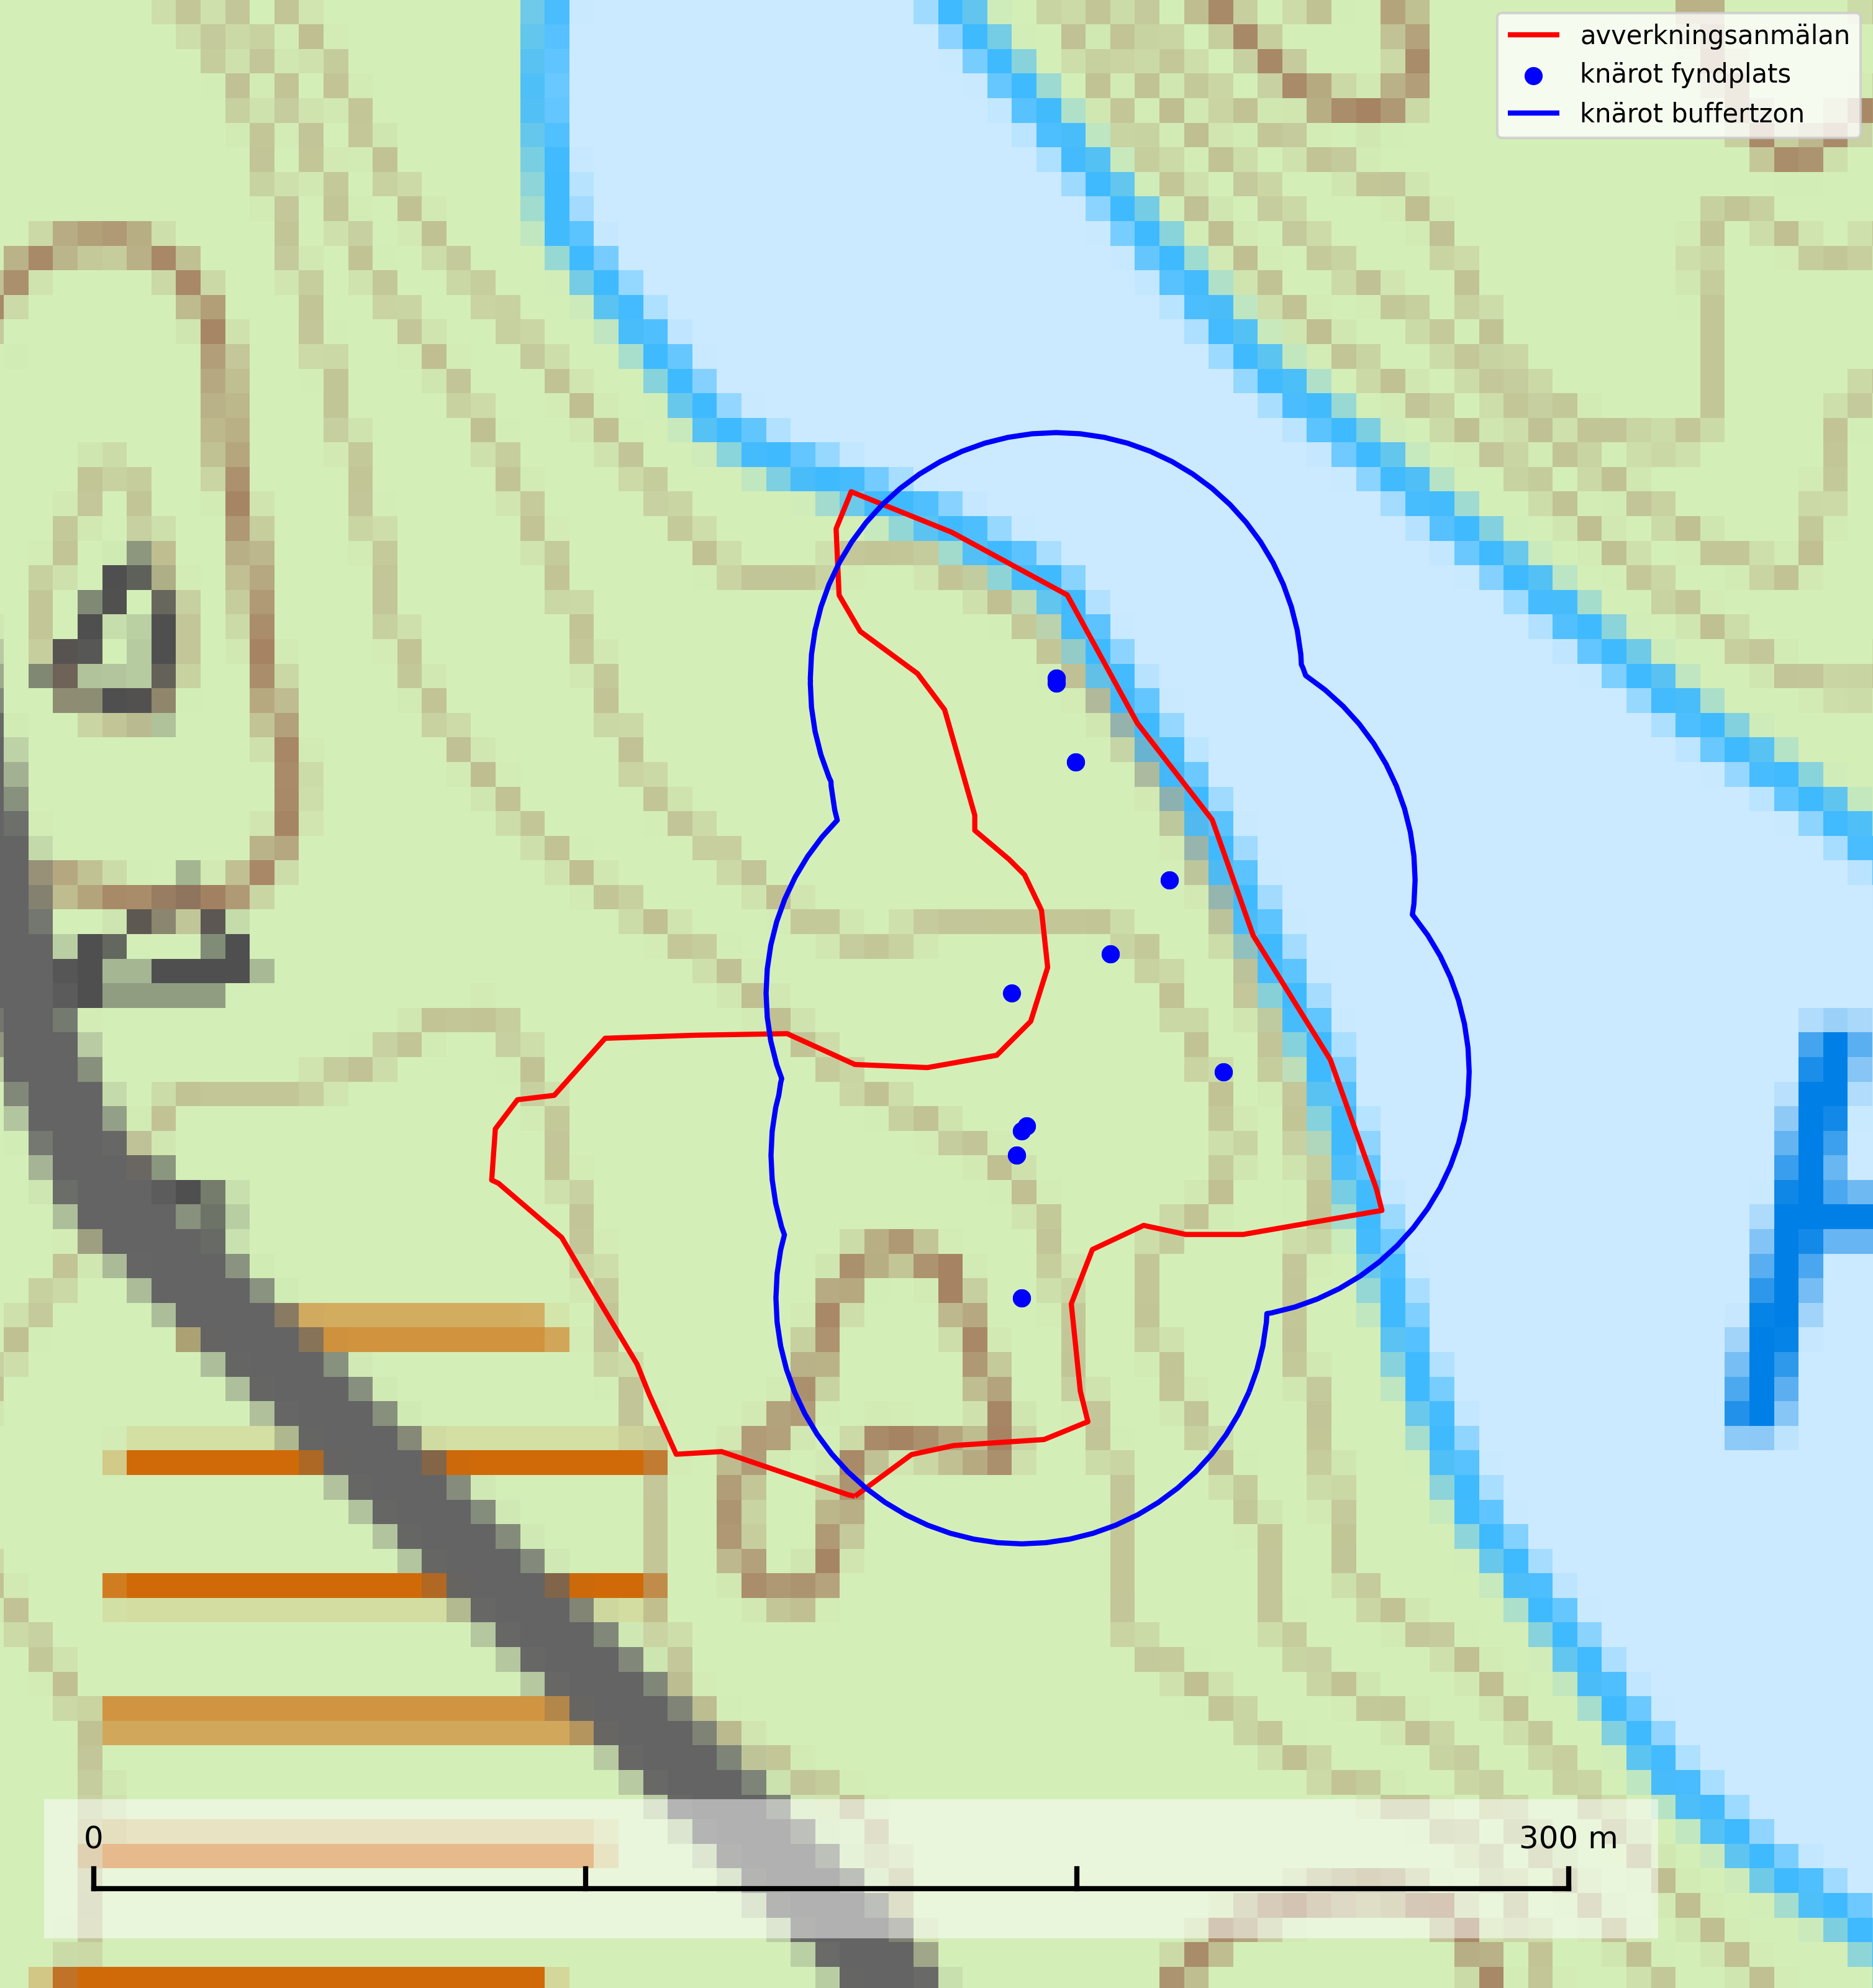 avverkningsanmälan
knärot fyndplats
knärot buffertzon
0
300 m